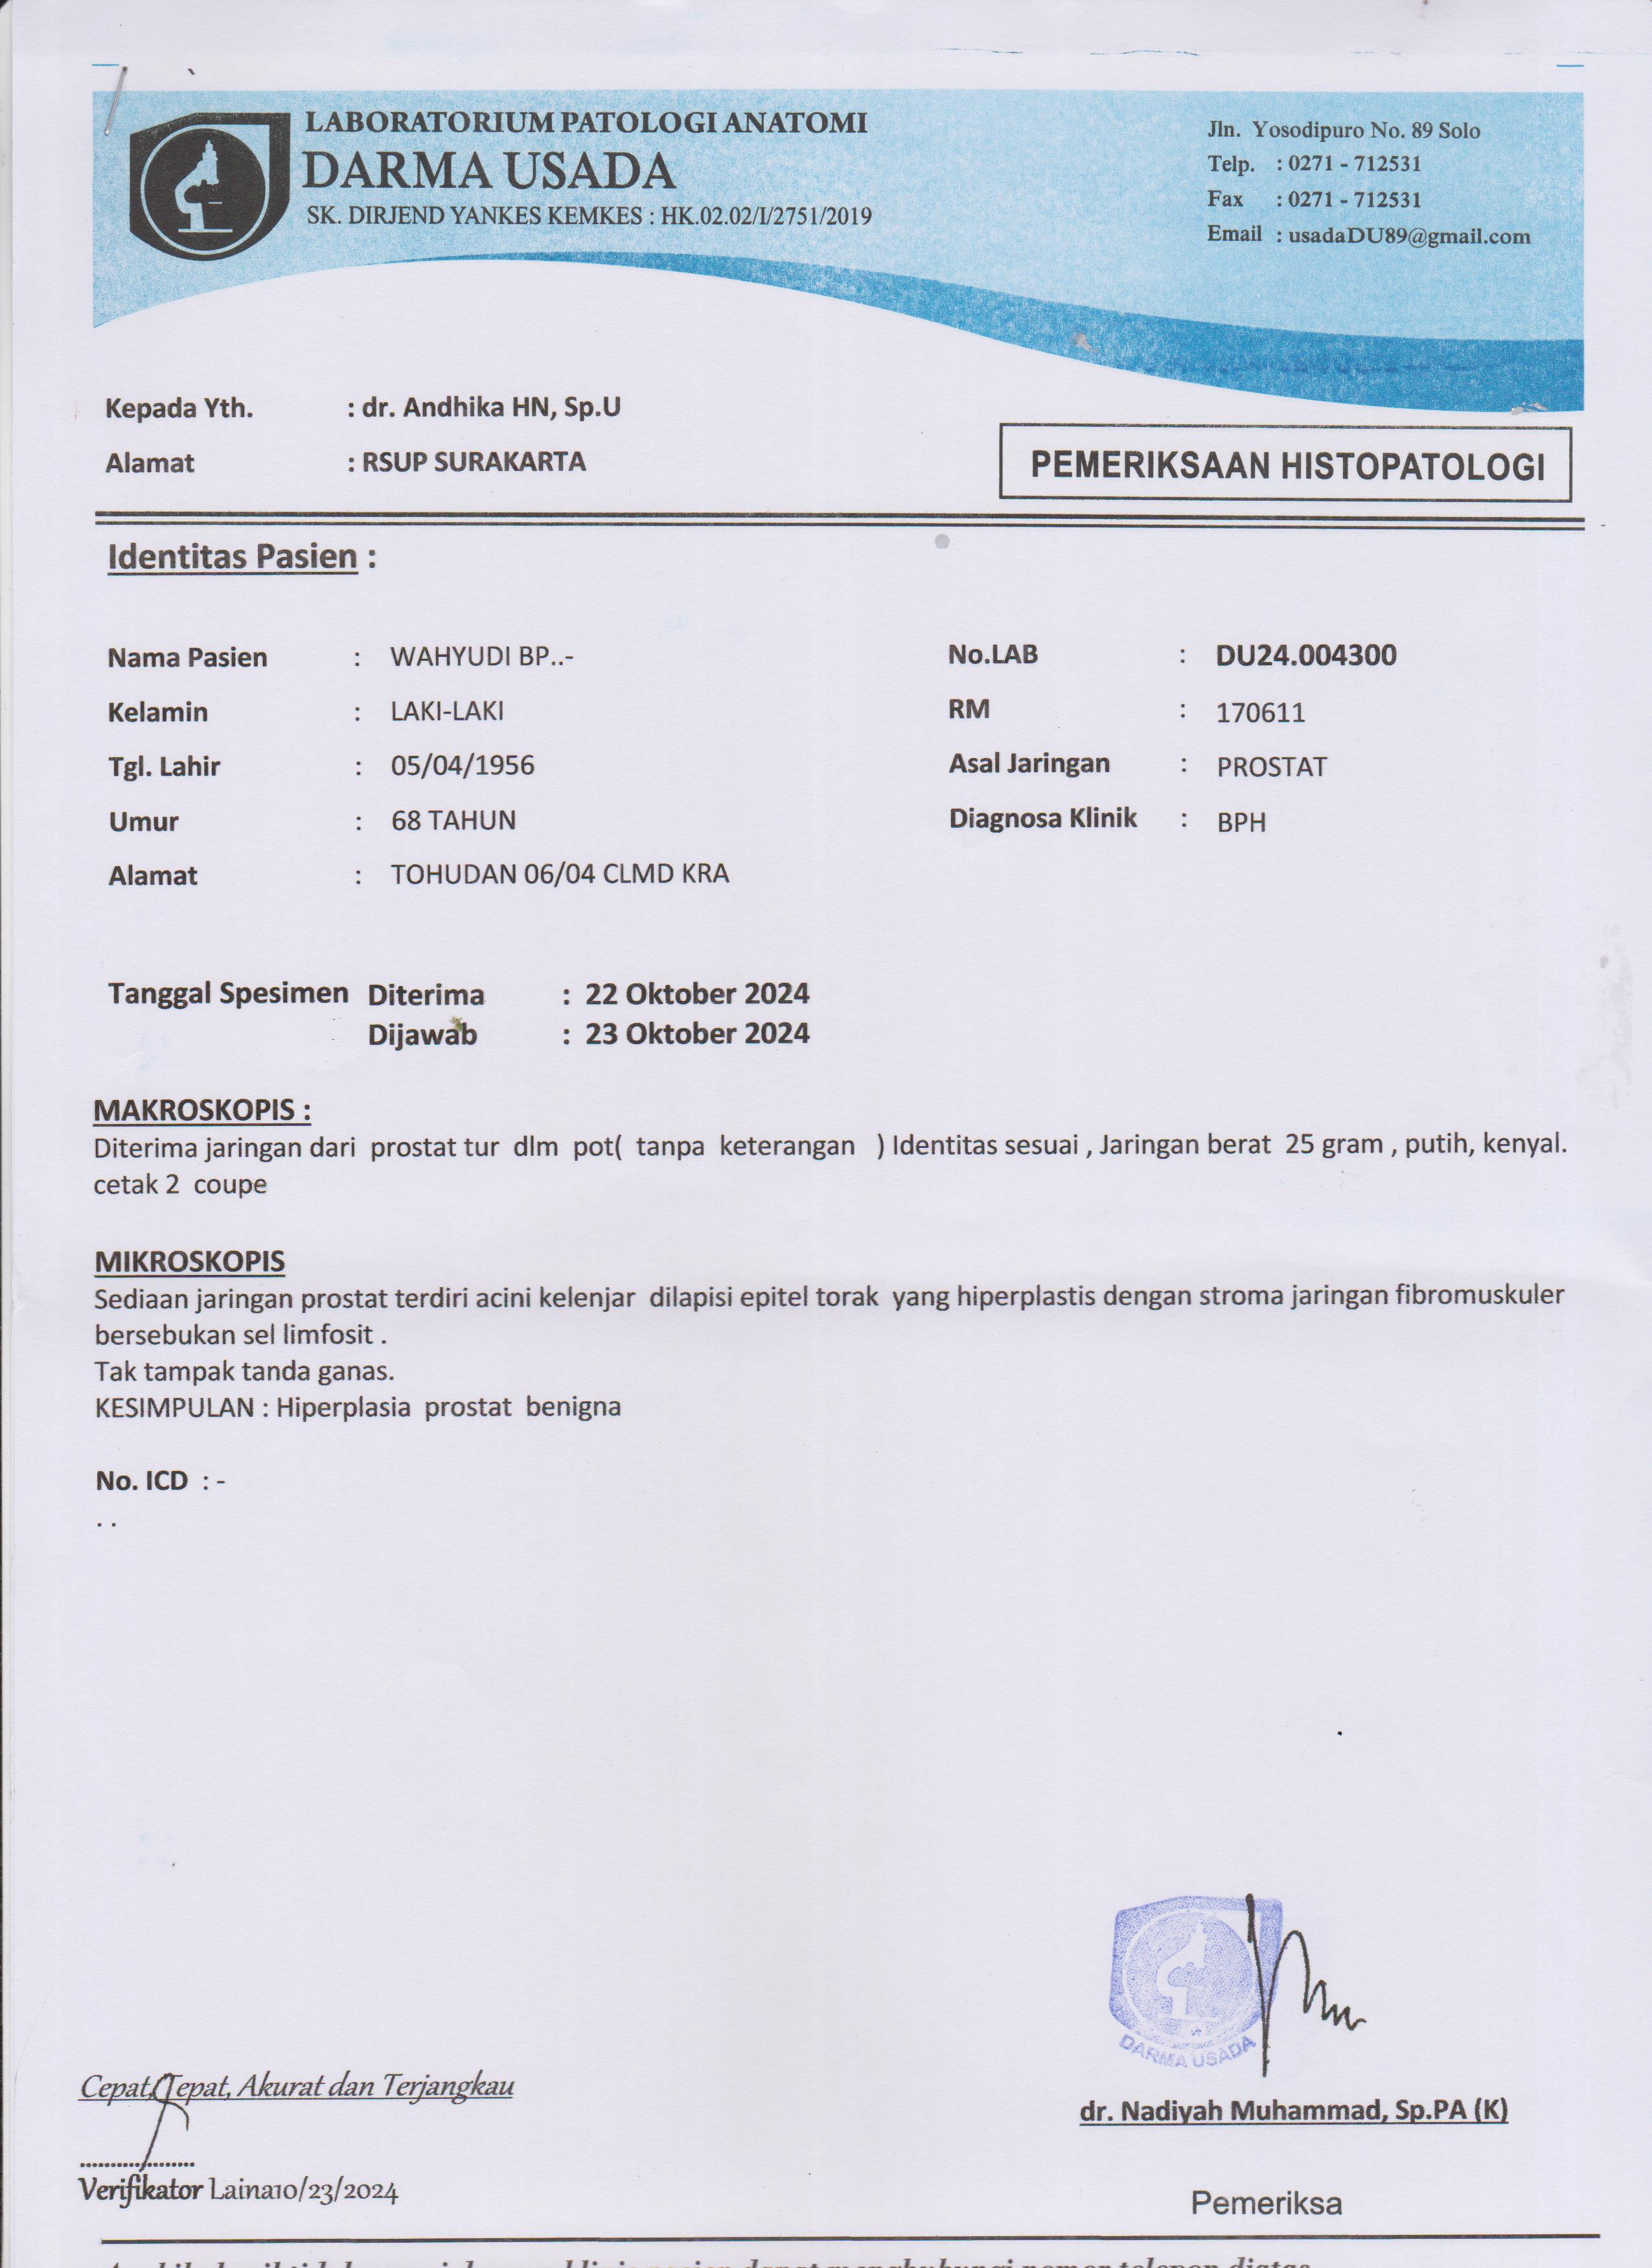 LABORATORIUM PATOLOGI ANATOMI
DARMA USADA
SK. DIRJEND YANKES KEMKES : HK.02.02/I/2751/2019
Jln. Yosodipuro No. 89 Solo
Telp. : 0271 - 712531
Fax : 0271 - 712531
Email : usadaDU89@gmail.com
Kepada Yth. : dr. Andhika HN, Sp.U
Alamat : RSUP SURAKARTA
PEMERIKSAAN HISTOPATOLOGI
Identitas Pasien :
Nama Pasien : WAHYUDI BP..- No.LAB : DU24.004300
Kelamin : LAKI-LAKI RM : 170611
Tgl. Lahir : 05/04/1956 Asal Jaringan : PROSTAT
Umur : 68 TAHUN Diagnosa Klinik : BPH
Alamat : TOHUDAN 06/04 CLMD KRA
Tanggal Spesimen Diterima : 22 Oktober 2024
Dijawab : 23 Oktober 2024
MAKROSKOPIS :
Diterima jaringan dari prostat tur dlm pot( tanpa keterangan ) Identitas sesuai , Jaringan berat 25 gram , putih, kenyal.
cetak 2 coupe
MIKROSKOPIS
Sediaan jaringan prostat terdiri acini kelenjar dilapisi epitel torak yang hiperplastis dengan stroma jaringan fibromuskuler
bersebukan sel limfosit .
Tak tampak tanda ganas.
KESIMPULAN : Hiperplasia prostat benigna
No. ICD : -
. .
DARMA USADA
Cepat, Tepat, Akurat dan Terjangkau
dr. Nadiyah Muhammad, Sp.PA (K)
Verifikator Laina10/23/2024
Pemeriksa